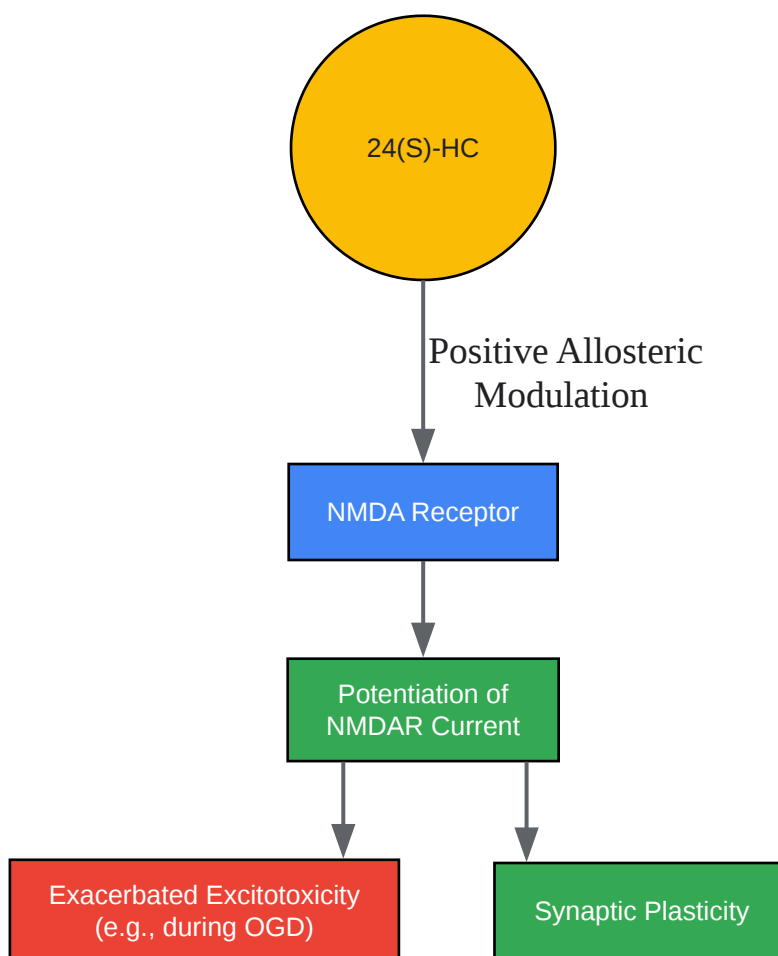 24(S)-HC
Positive Allosteric
Modulation
NMDA Receptor
Potentiation of
NMDAR Current
Exacerbated Excitotoxicity
(e.g., during OGD)
Synaptic Plasticity